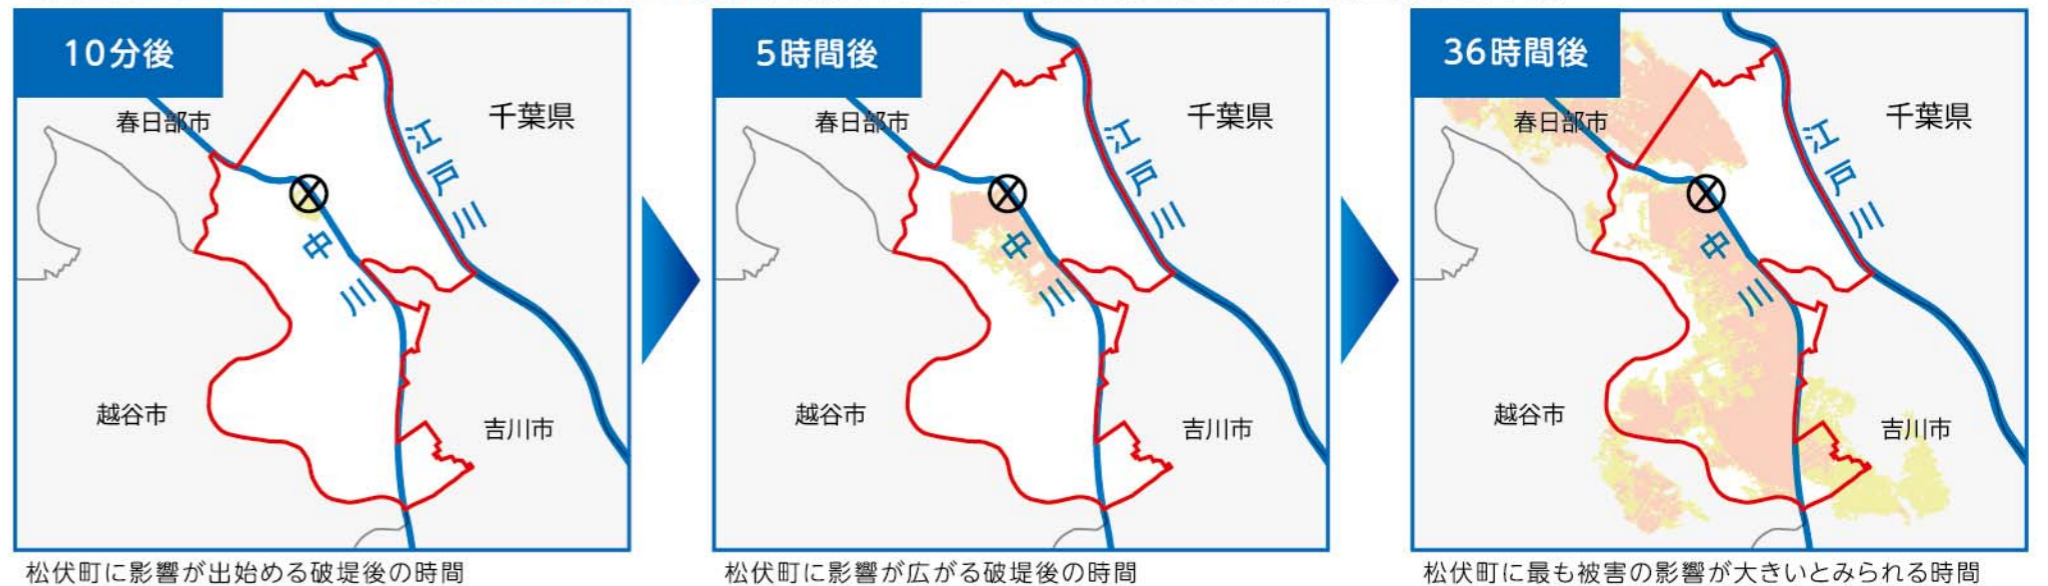 10分後
春日部市
千葉県
江戸川
中川
越谷市
吉川市
松伏町に影響が出始める破堤後の時間
5時間後
春日部市
千葉県
江戸川
中川
越谷市
吉川市
松伏町に影響が広がる破堤後の時間
36時間後
春日部市
千葉県
江戸川
中川
越谷市
吉川市
松伏町に最も被害の影響が大きいとみられる時間